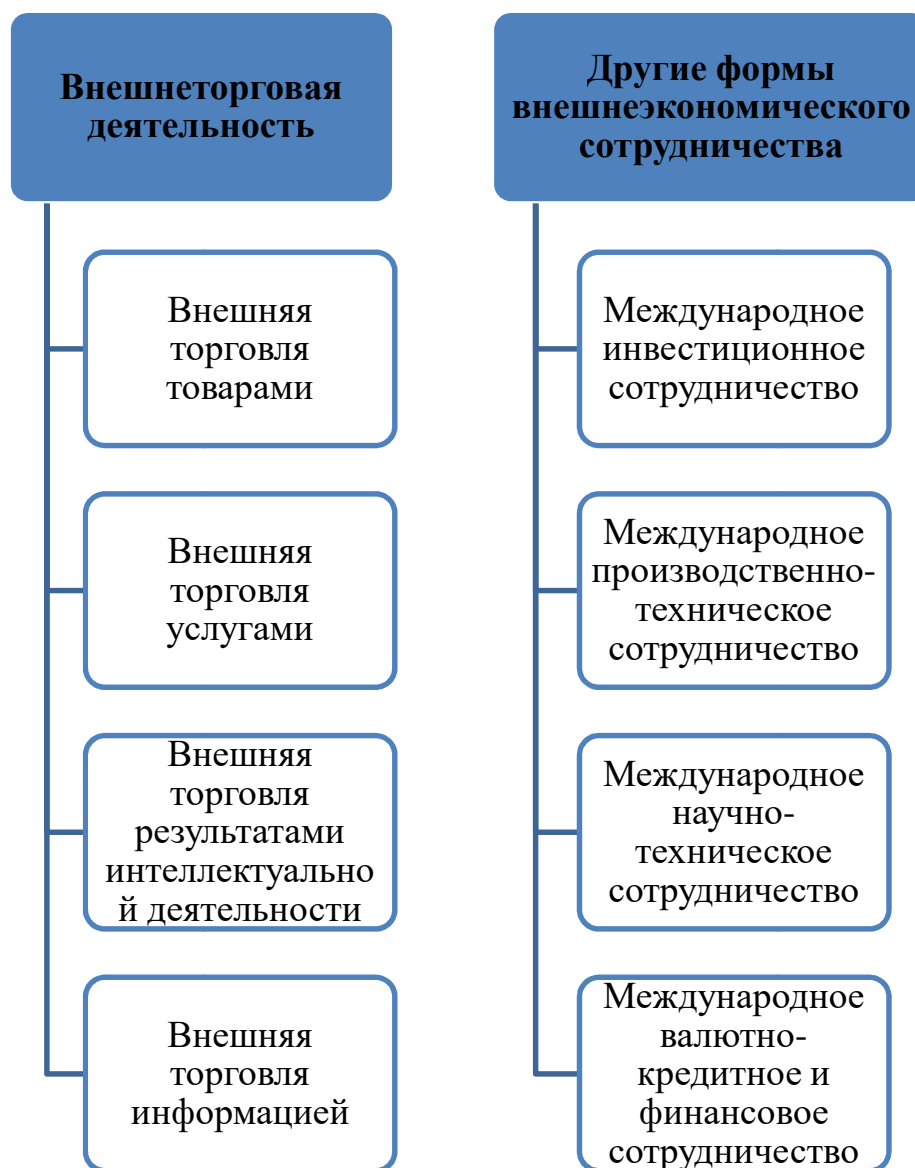 Внешнеторговая
деятельность
Внешняя
торговля
товарами
Внешняя
торговля
услугами
Внешняя
торговля
результатами
интеллектуально
й деятельности
Внешняя
торговля
информацией
Другие формы
внешнеэкономического
сотрудничества
Международное
инвестиционное
сотрудничество
Международное
производственно-
техническое
сотрудничество
Международное
научно-
техническое
сотрудничество
Международное
валютно-
кредитное и
финансовое
сотрудничество